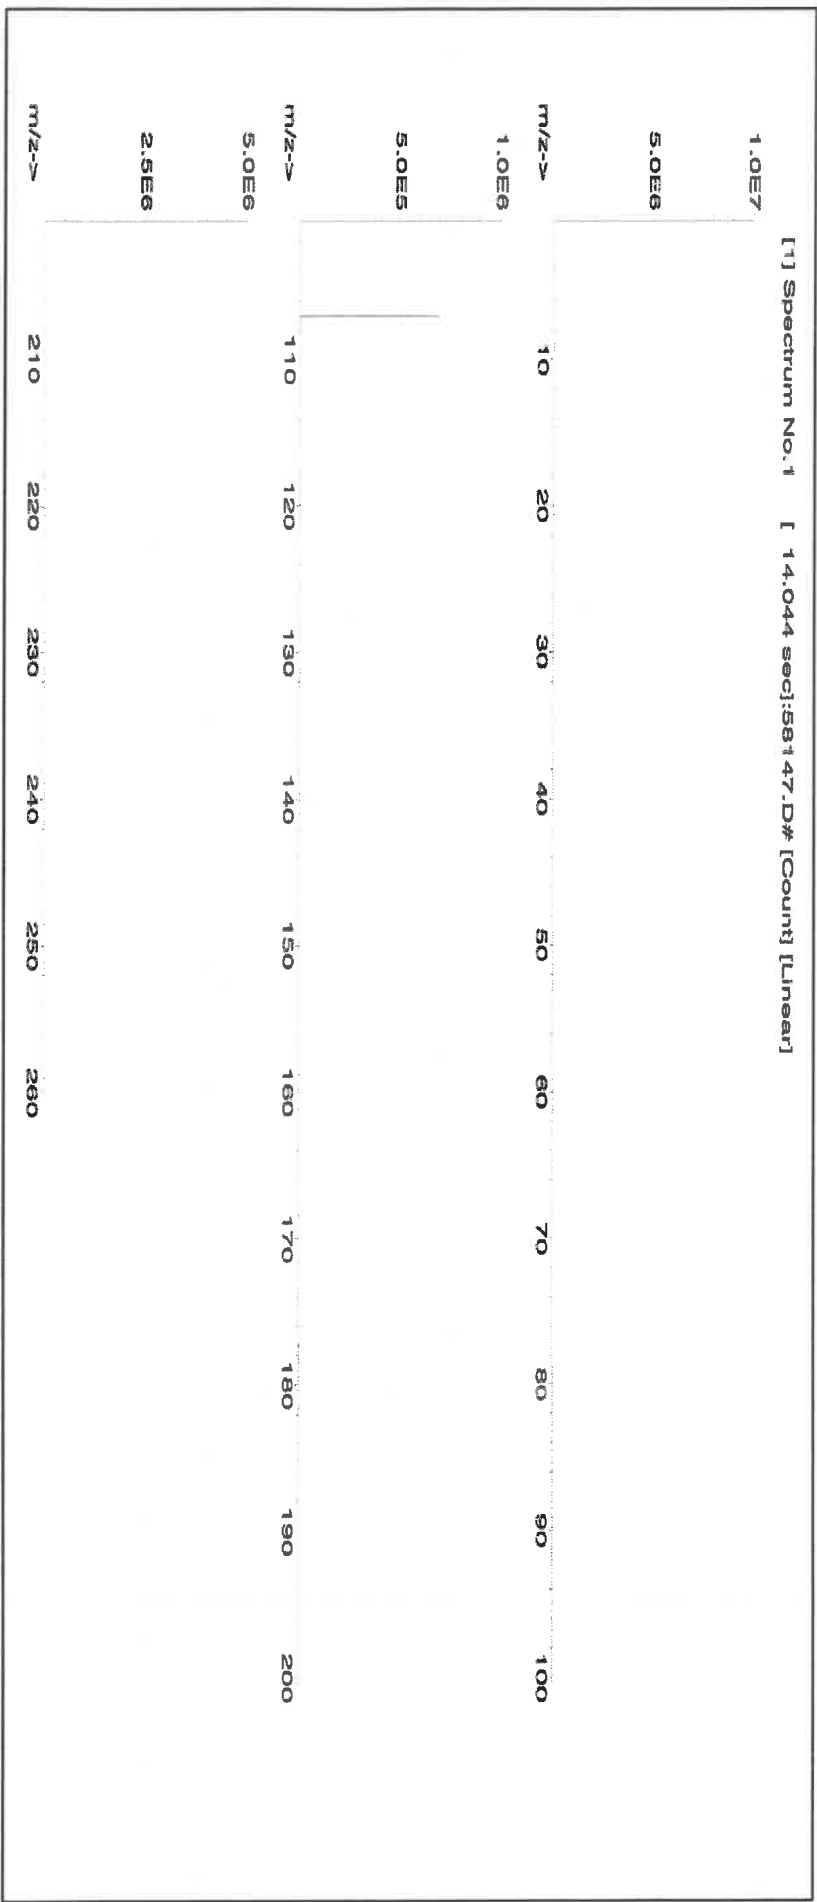 [1] Spectrum No.1 [ 14.044 sec]:58147.D# [Count] [Linear]
1.0E7
5.0E6
m/z-> 10 20 30 40 50 60 70 80 90 100
1.0E6
5.0E5
m/z-> 110 120 130 140 150 160 170 180 190 200
5.0E6
2.5E6
m/z-> 210 220 230 240 250 260